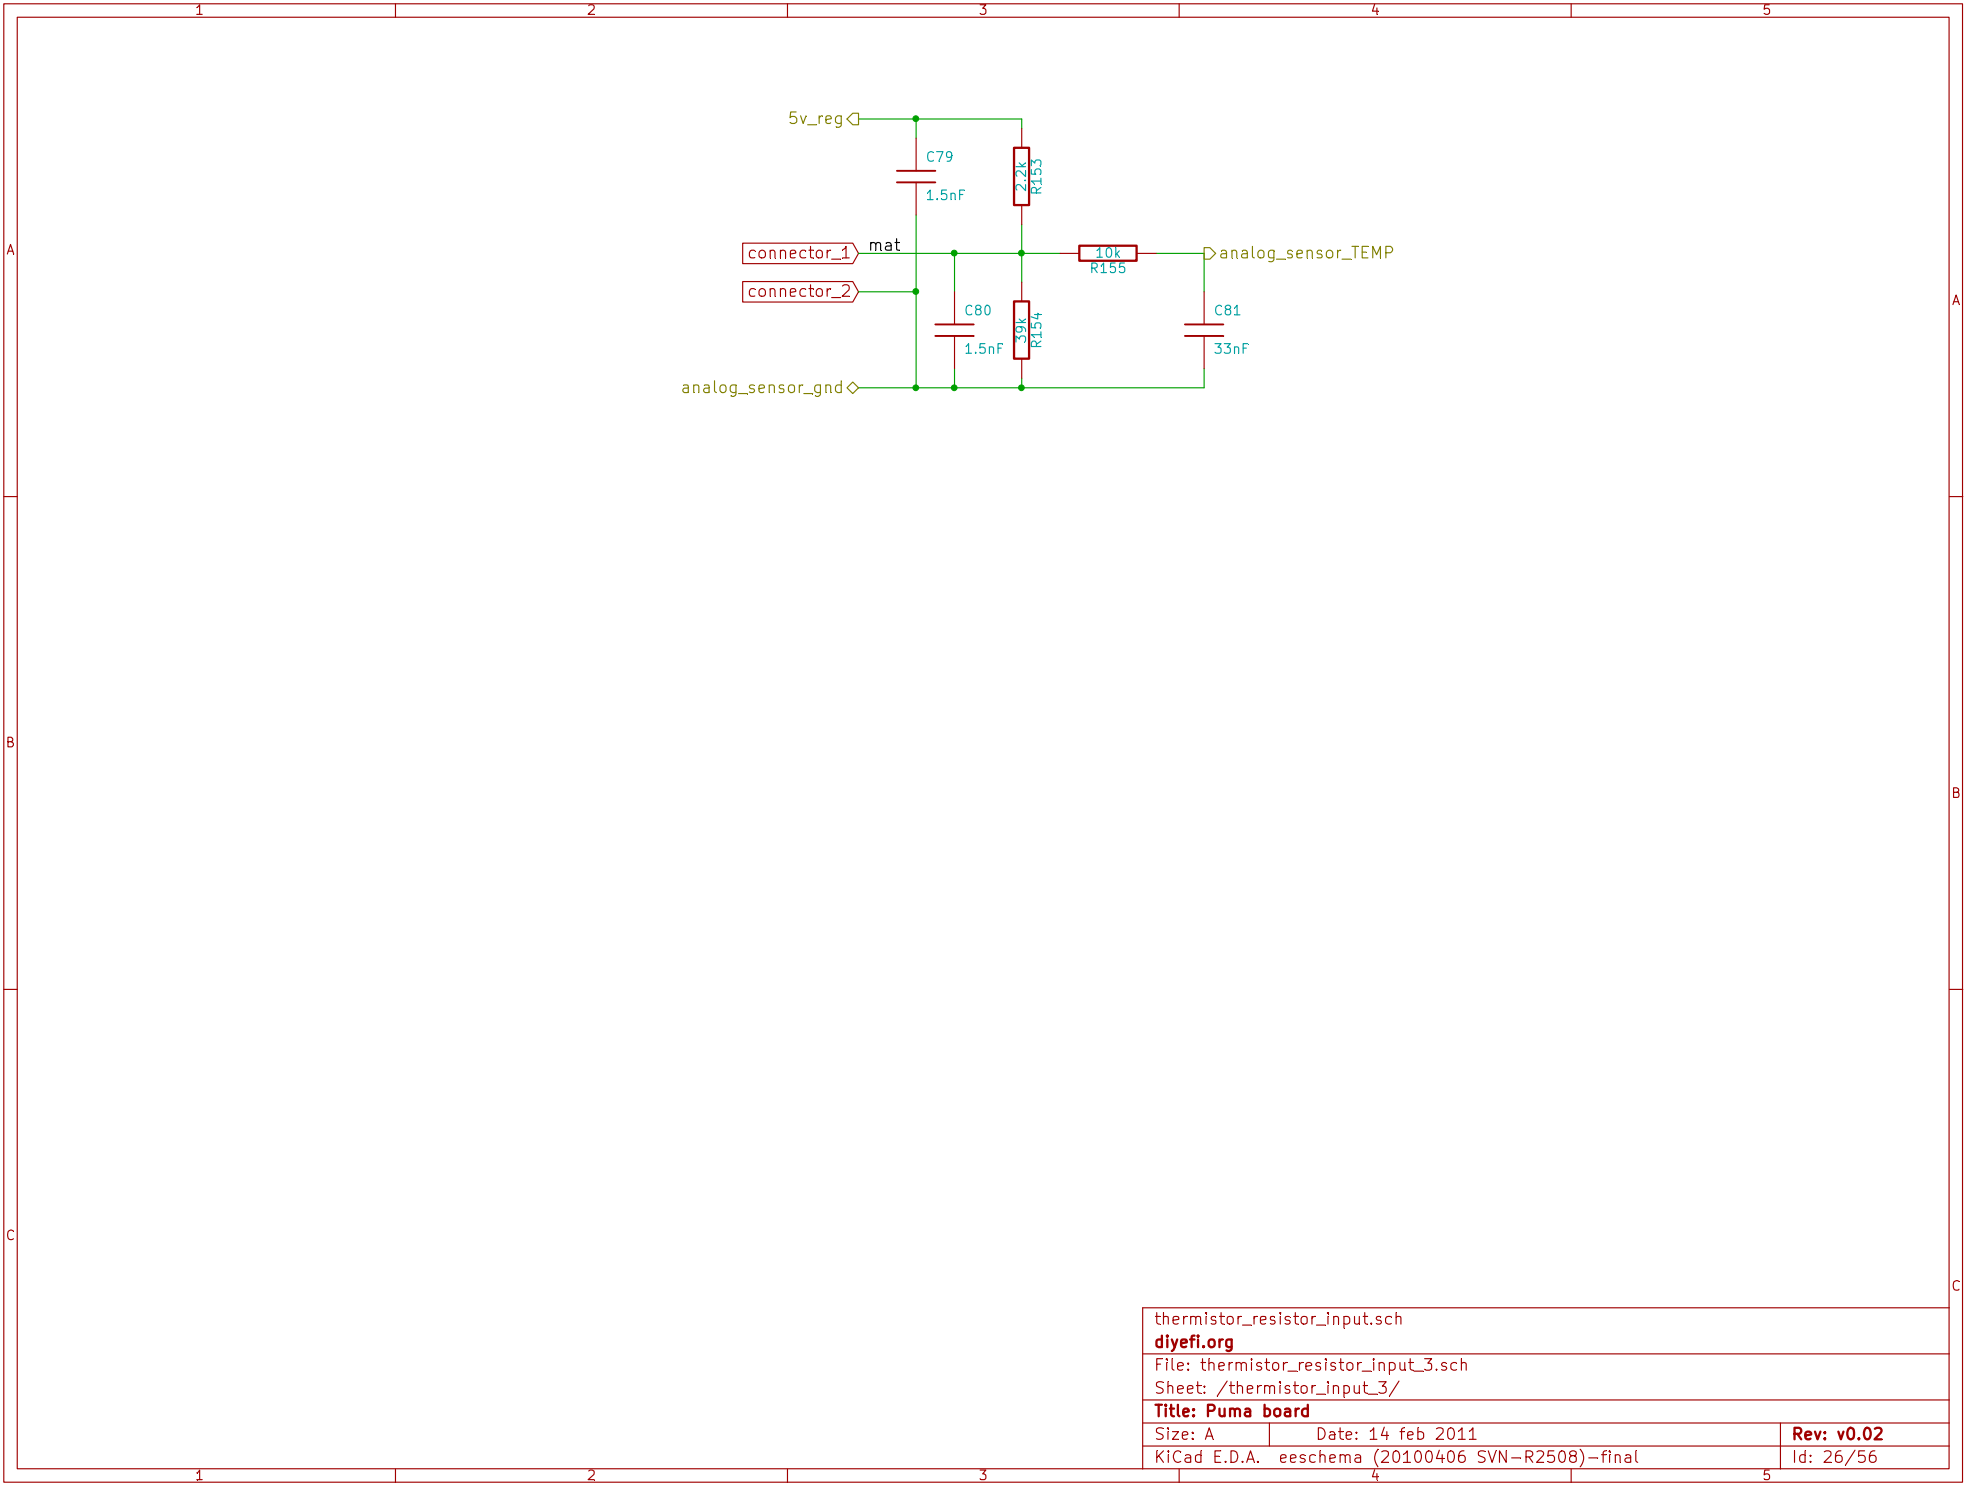 1 2 3 4 5
5v_reg
C79
1.5nF
2.2k
R153
connector_1
mat
10k
R155
analog_sensor_TEMP
connector_2
C80
1.5nF
39k
R154
C81
33nF
analog_sensor_gnd
A
A
B
B
C
C
thermistor_resistor_input.sch
diyefi.org
File: thermistor_resistor_input_3.sch
Sheet: /thermistor_input_3/
Title: Puma board
Size: A Date: 14 feb 2011 Rev: v0.02
KiCad E.D.A. eeschema (20100406 SVN-R2508)-final Id: 26/56
1 2 3 4 5